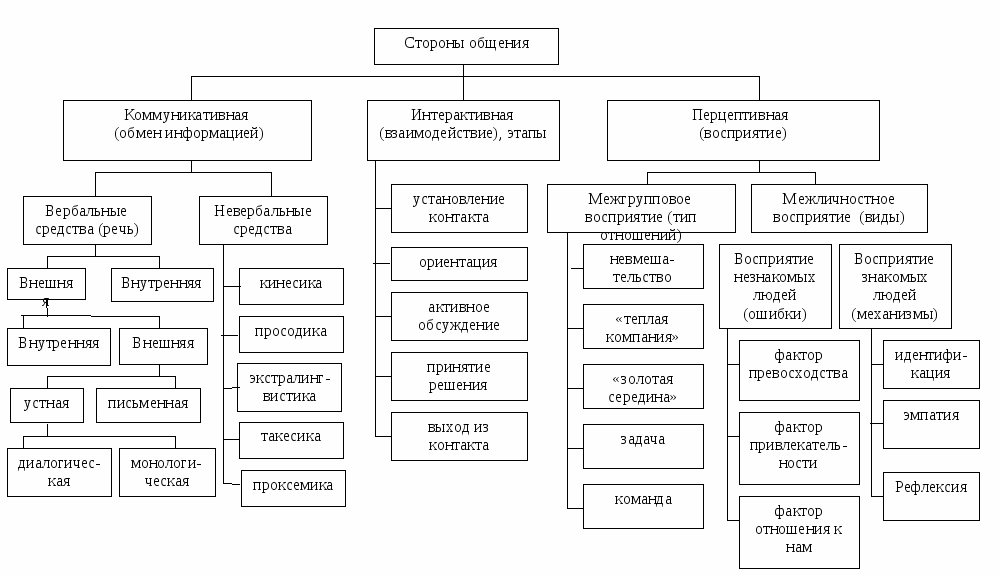 Стороны общения
Коммуникативная
(обмен информацией)
Интерактивная
(взаимодействие), этапы
Перцептивная
(восприятие)
Вербальные
средства (речь)
Невербальные
средства
Внешня
я
Внутренняя
Внутренняя
Внешняя
устная
письменная
диалогичес-
кая
монологи-
ческая
кинесика
просодика
экстралинг-
вистика
такесика
проксемика
установление
контакта
ориентация
активное
обсуждение
принятие
решения
выход из
контакта
Межгрупповое
восприятие (тип
отношений)
Межличностное
восприятие (виды)
невмеша-
тельство
«теплая
компания»
«золотая
середина»
задача
команда
Восприятие
незнакомых
людей
(ошибки)
фактор
превосходства
фактор
привлекатель-
ности
фактор
отношения к
нам
Восприятие
знакомых
людей
(механизмы)
идентифи-
кация
эмпатия
Рефлексия